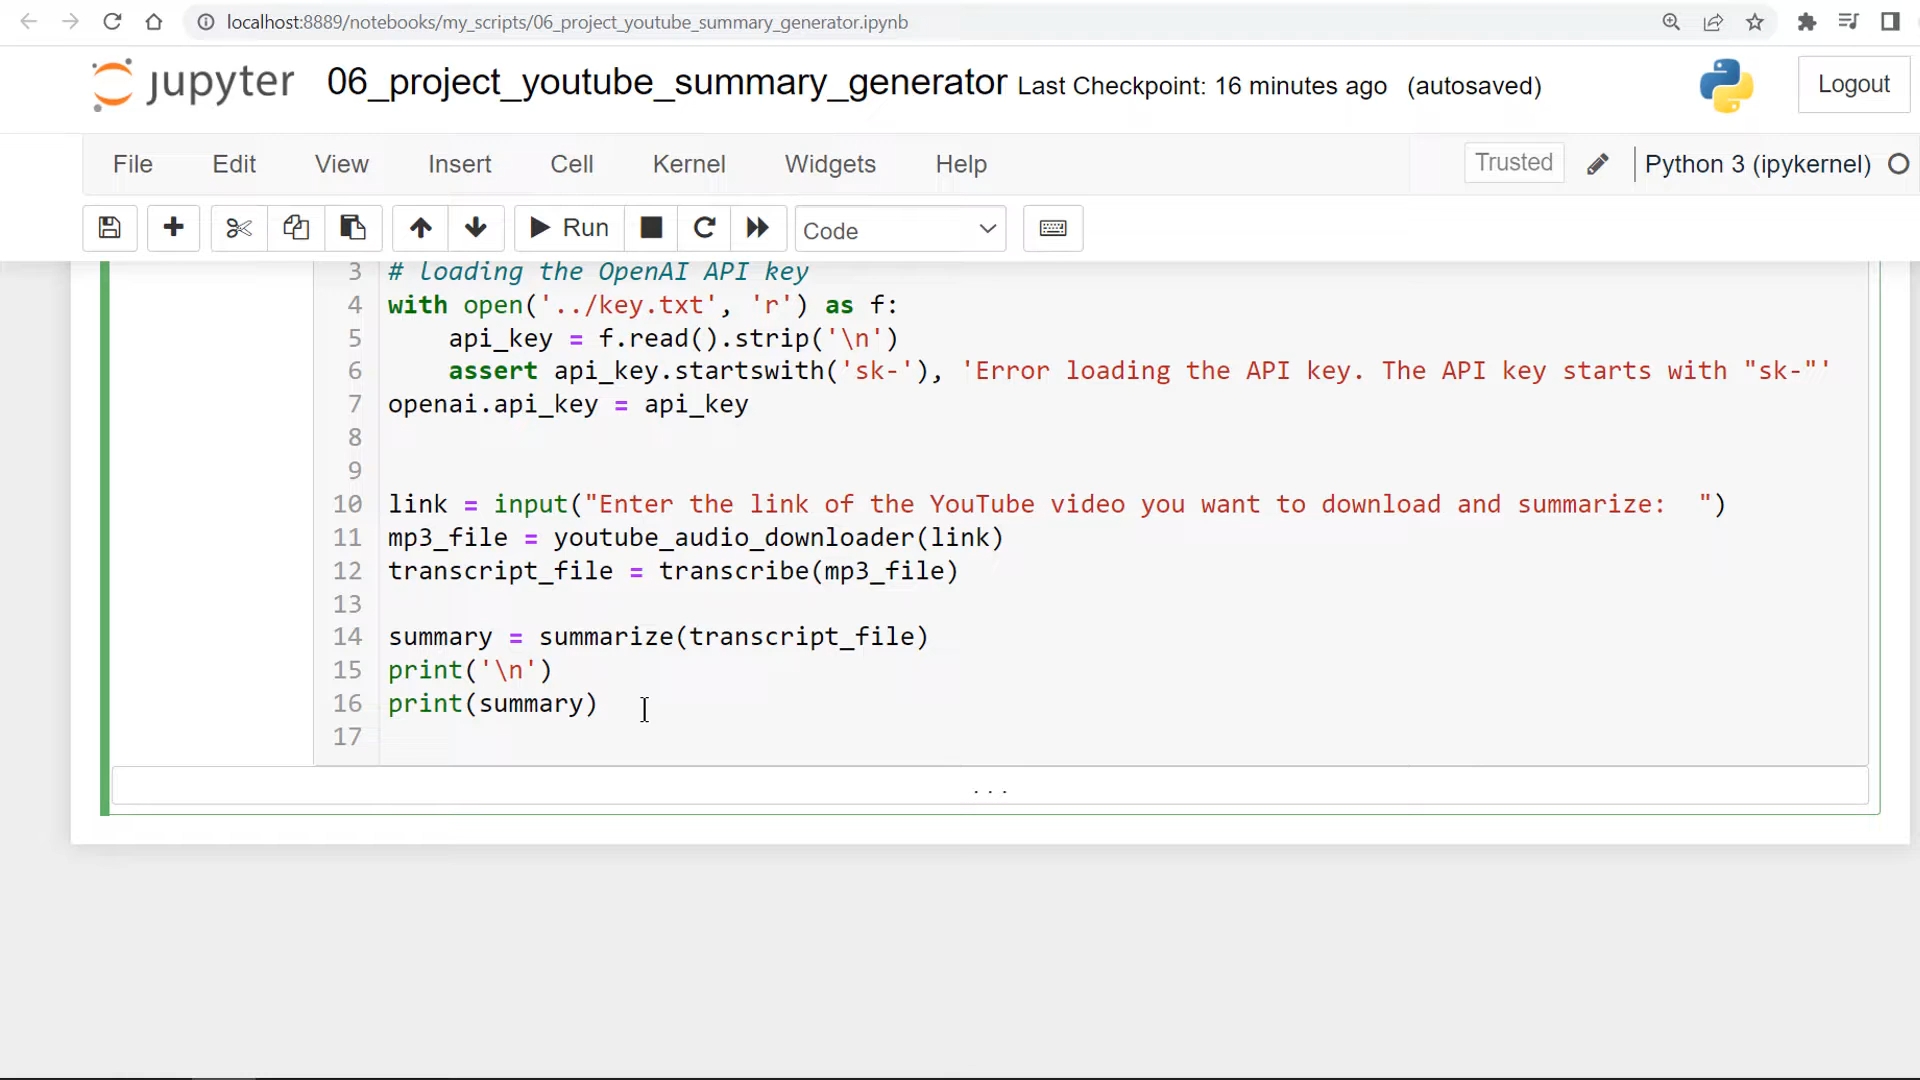 localhost:8889/notebooks/my_scripts/06_project_youtube_summary_generator.ipynb
jupyter 06_project_youtube_summary_generator Last Checkpoint: 16 minutes ago (autosaved) Logout
File Edit View Insert Cell Kernel Widgets Help Trusted Python 3 (ipykernel)
Run Code
3 # loading the OpenAI API key
4 with open('../key.txt', 'r') as f:
5     api_key = f.read().strip('\n')
6     assert api_key.startswith('sk-'), 'Error loading the API key. The API key starts with "sk-"'
7 openai.api_key = api_key
8
9
10 link = input("Enter the link of the YouTube video you want to download and summarize:  ")
11 mp3_file = youtube_audio_downloader(link)
12 transcript_file = transcribe(mp3_file)
13
14 summary = summarize(transcript_file)
15 print('\n')
16 print(summary)
17
...